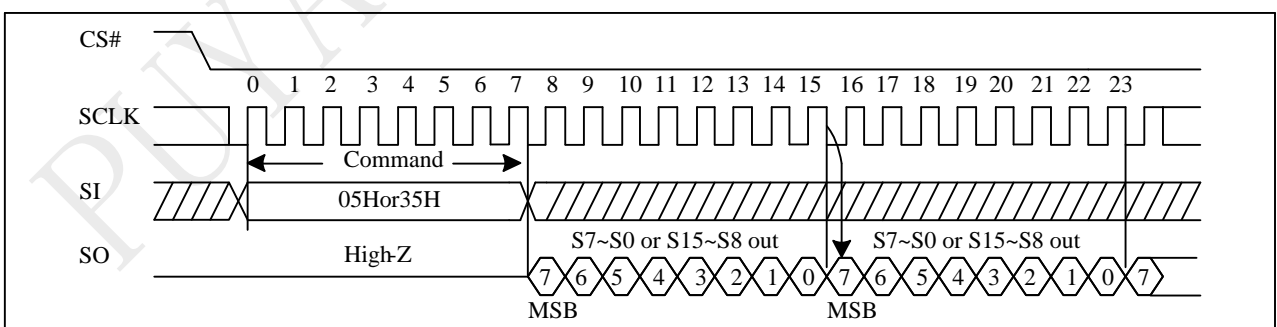 PUYA
CS#
0 1 2 3 4 5 6 7 8 9 10 11 12 13 14 15 16 17 18 19 20 21 22 23
SCLK
Command
SI
05Hor35H
S7~S0 or S15~S8 out S7~S0 or S15~S8 out
SO
High-Z
7 6 5 4 3 2 1 0 7 6 5 4 3 2 1 0 7
MSB MSB